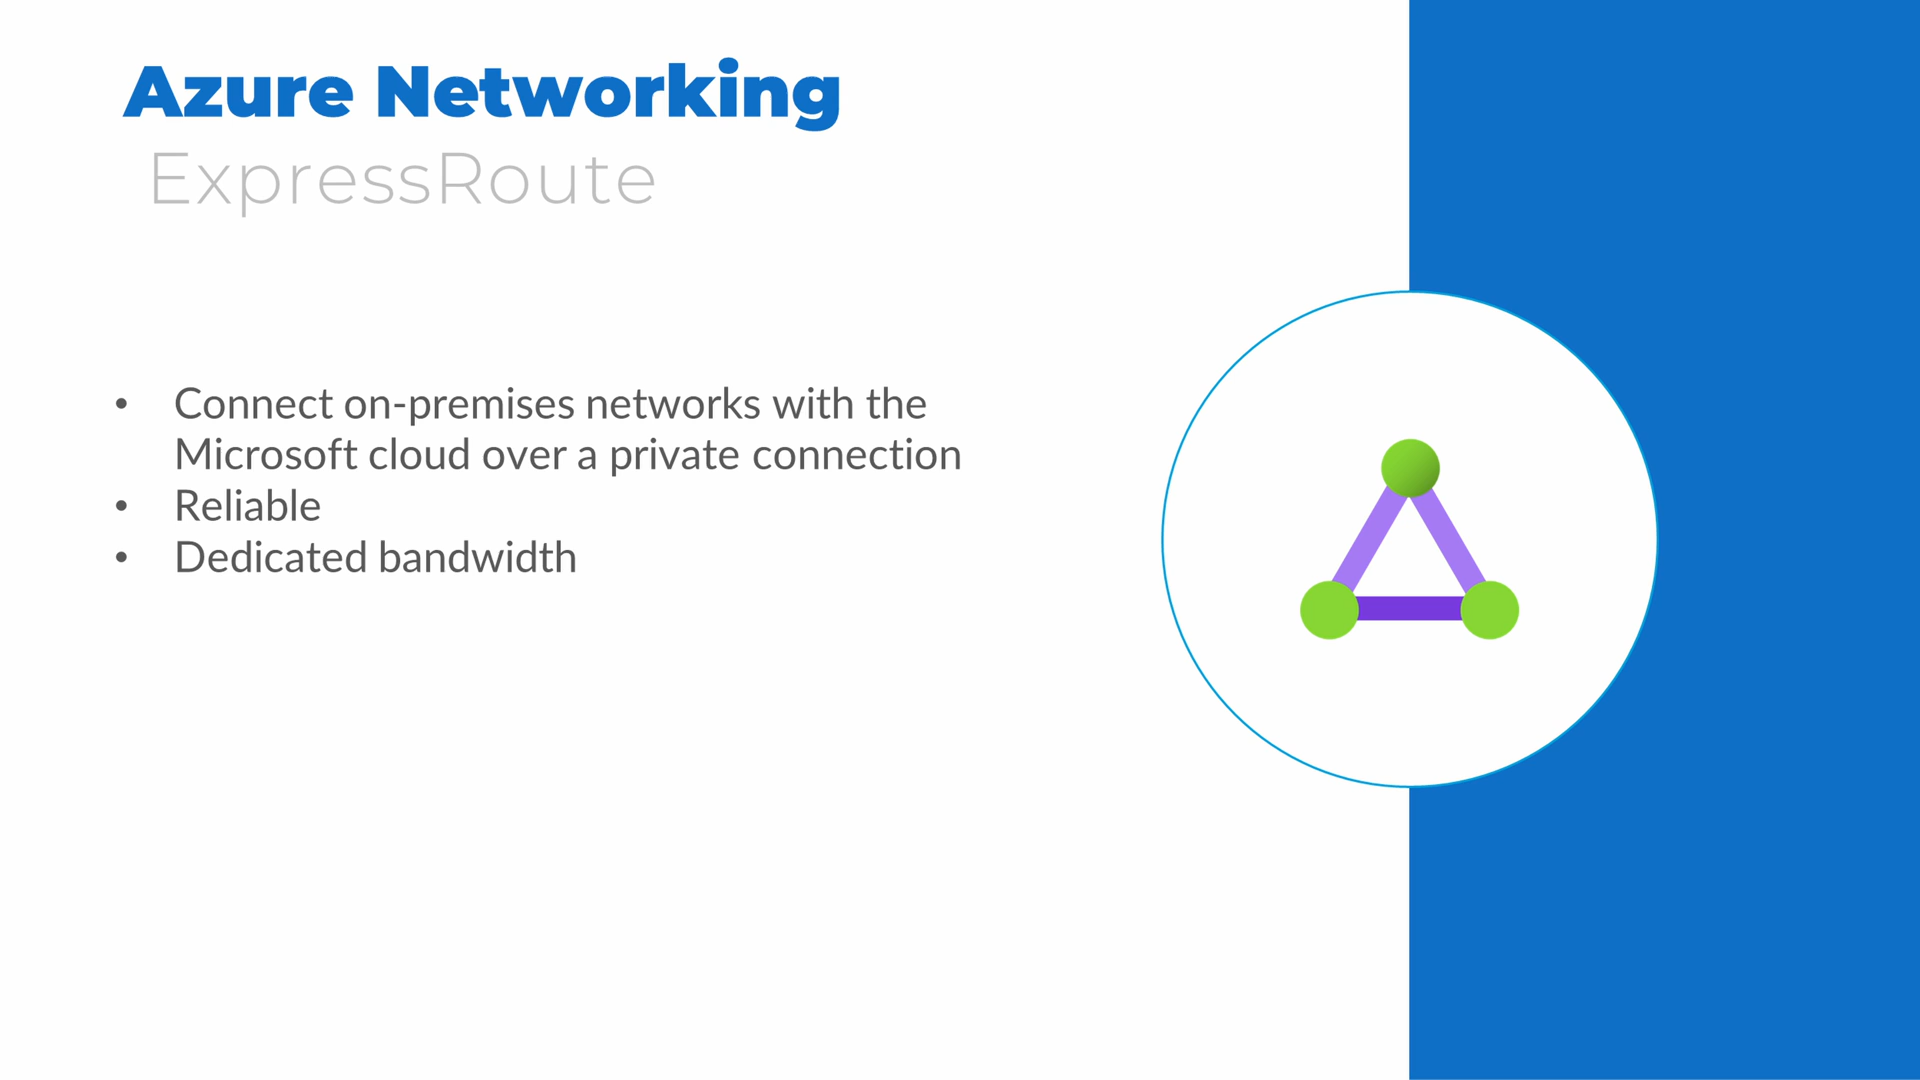 Azure Networking
ExpressRoute
• Connect on-premises networks with the
Microsoft cloud over a private connection
• Reliable
• Dedicated bandwidth